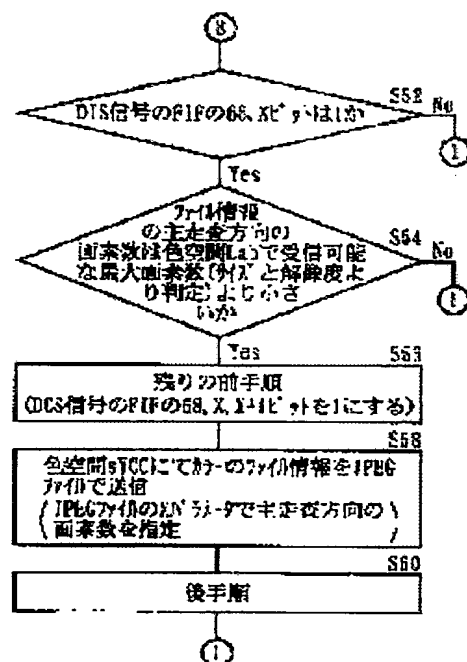 8
S52
DIS信号のFIFの68、Xビットは1か
No
1
Yes
ファイル情報
の主走査方向の
S54
画素数は色空間Labで受信可能
No
な最大画素数(サイズと解像度よ
り判定)より小さ
1
いか
Yes
残りの前手順
(DCS信号のFIFの68、X、
ビットを1にする)
S58
色空間sYCCにてカラーのファイル情報をJPEG
ファイルで送信
JPEGファイルの
パラメータで主走査方向の
画素数を指定
S60
後手順
1